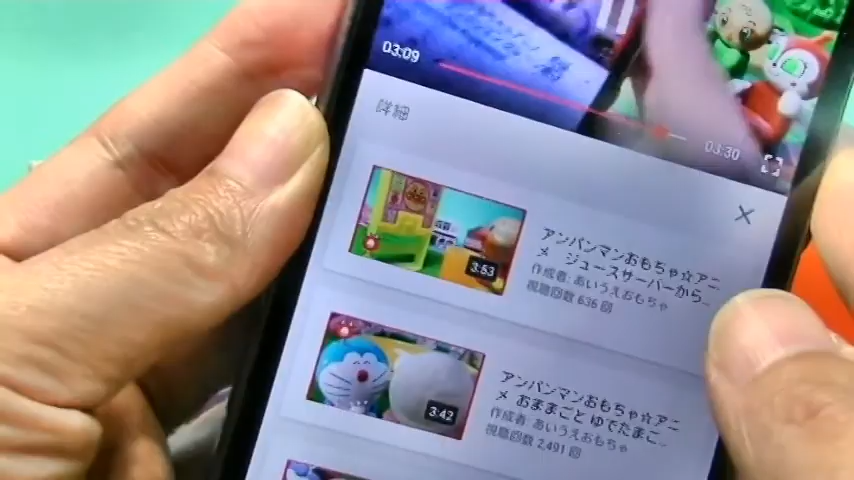 03:09
03:30
詳細
アンパンマンおもちゃ☆アニ
メ ジュースサーバーから...
作成者: あいうえおもちゃ
視聴回数 636 回
3:53
アンパンマンおもちゃ☆アニ
メ おままごと ゆでたまご...
作成者: あいうえおもちゃ
視聴回数 2,491 回
3:42